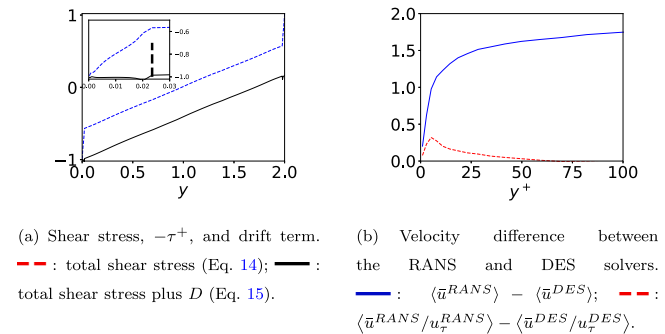 1
0
−1
0.0
0.5
1.0
1.5
2.0
y
0.00
0.01
0.02
0.03
−0.6
−0.8
−1.0
2.0
1.5
1.0
0.5
0.0
0
25
50
75
100
y⁺
(a) Shear stress, −τ⁺, and drift term.
: total shear stress (Eq. 14); :
total shear stress plus D (Eq. 15).
(b) Velocity difference between
the RANS and DES solvers.
: ⟨ū^{RANS}⟩ − ⟨ū^{DES}⟩; :
⟨ū^{RANS}/u_τ^{RANS}⟩ − ⟨ū^{DES}/u_τ^{DES}⟩.